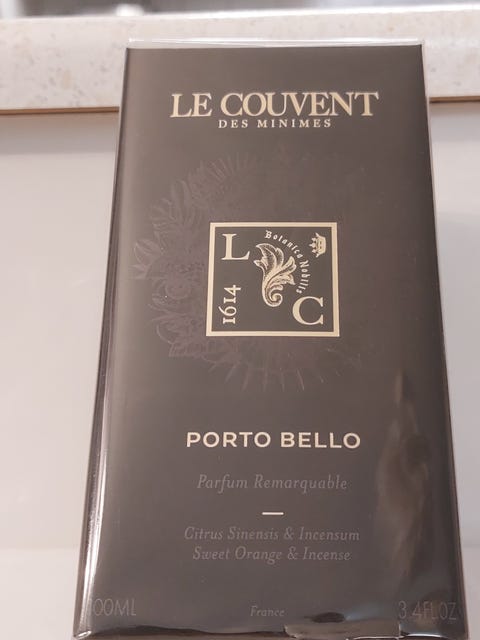 LE COUVENT
DES MINIMES
L
Botanica Nobilis
1614
C
PORTO BELLO
Parfum Remarquable
Citrus Sinensis & Incensum
Sweet Orange & Incense
100ML
France
3.4FL.OZ